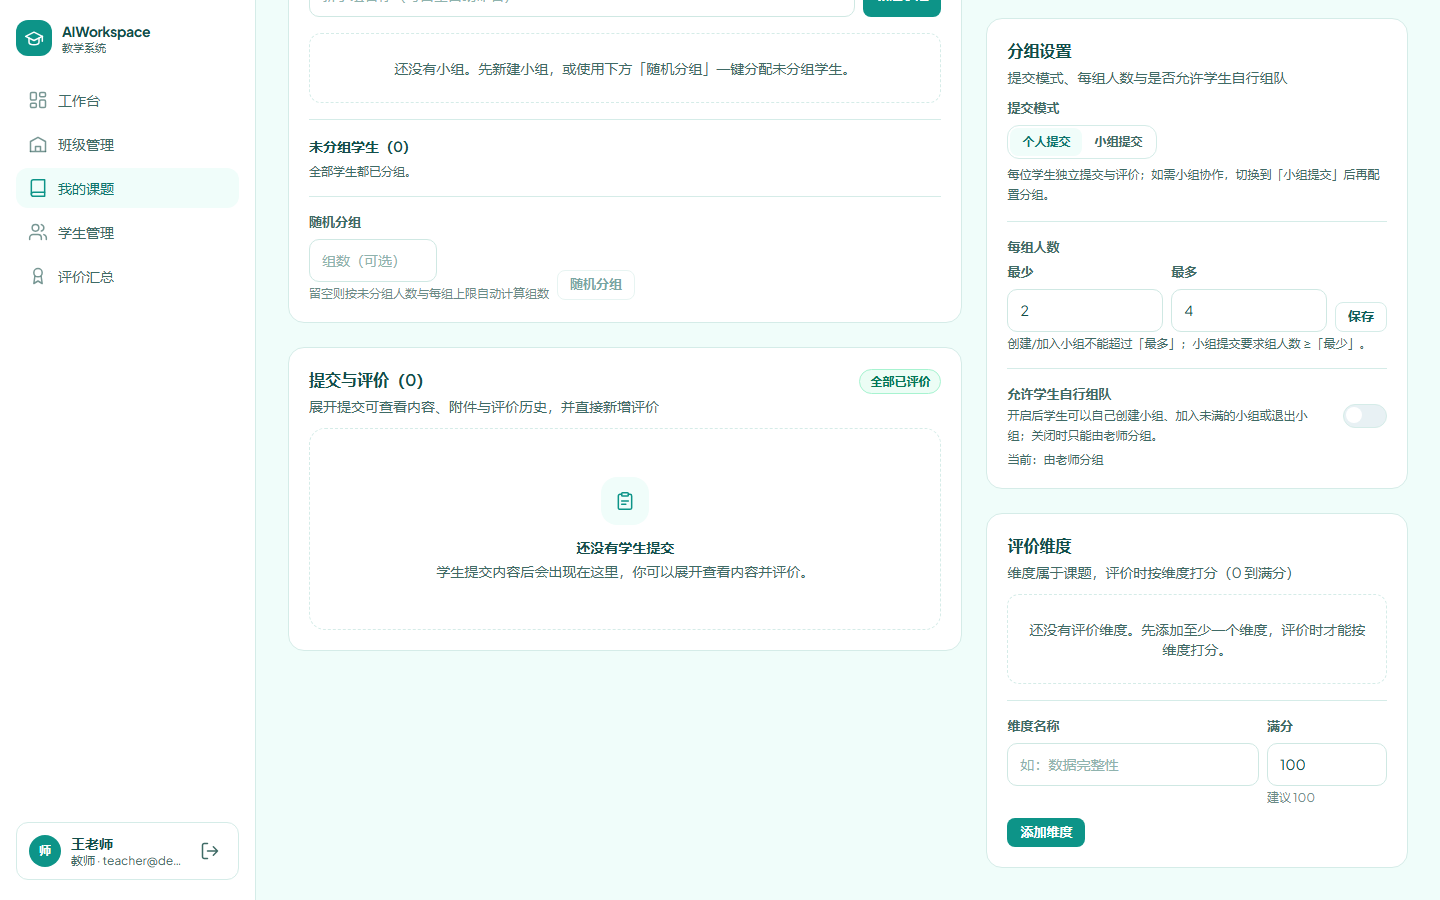 AIWorkspace
教学系统
工作台
班级管理
我的课题
学生管理
评价汇总
师
王老师
教师 · teacher@de...
还没有小组。先新建小组，或使用下方「随机分组」一键分配未分组学生。
未分组学生（0）
全部学生都已分组。
随机分组
组数（可选）
随机分组
留空则按未分组人数与每组上限自动计算组数
提交与评价（0）
全部已评价
展开提交可查看内容、附件与评价历史，并直接新增评价
还没有学生提交
学生提交内容后会出现在这里，你可以展开查看内容并评价。
分组设置
提交模式、每组人数与是否允许学生自行组队
提交模式
个人提交
小组提交
每位学生独立提交与评价；如需小组协作，切换到「小组提交」后再配
置分组。
每组人数
最少
最多
2
4
保存
创建/加入小组不能超过「最多」；小组提交要求组人数 ≥「最少」。
允许学生自行组队
开启后学生可以自己创建小组、加入未满的小组或退出小
组；关闭时只能由老师分组。
当前：由老师分组
评价维度
维度属于课题，评价时按维度打分（0 到满分）
还没有评价维度。先添加至少一个维度，评价时才能按
维度打分。
维度名称
满分
如：数据完整性
100
建议 100
添加维度